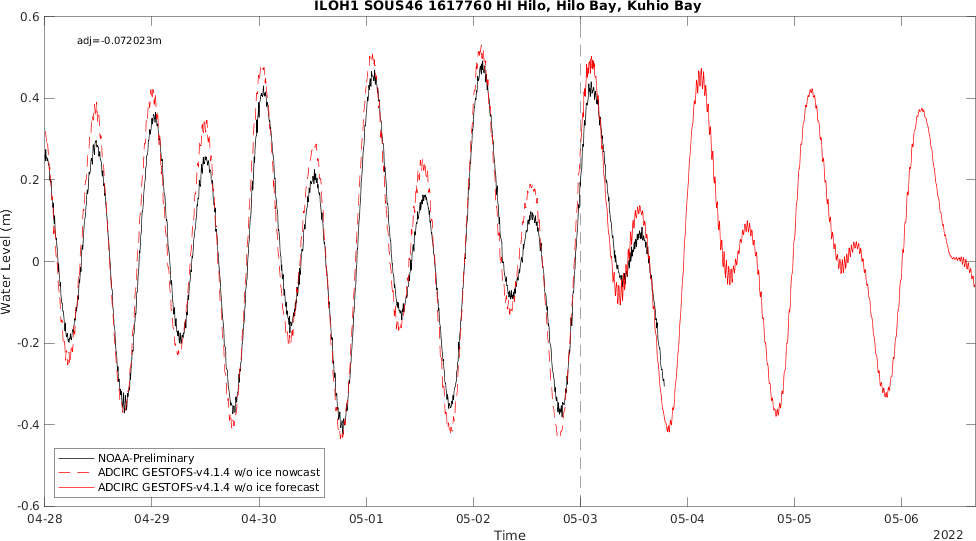 ILOH1 SOUS46 1617760 HI Hilo, Hilo Bay, Kuhio Bay
adj=-0.072023m
0.6
0.4
0.2
0
-0.2
-0.4
-0.6
Water Level (m)
NOAA-Preliminary
ADCIRC GESTOFS-v4.1.4 w/o ice nowcast
ADCIRC GESTOFS-v4.1.4 w/o ice forecast
04-28 04-29 04-30 05-01 05-02 05-03 05-04 05-05 05-06
Time
2022